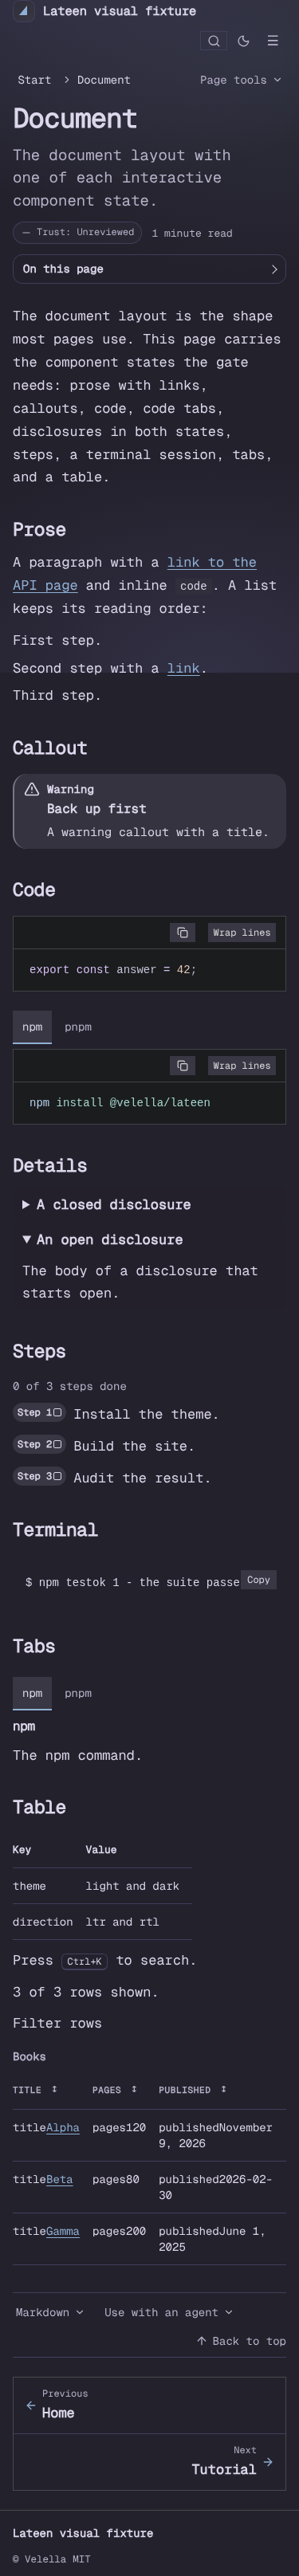 Lateen visual fixture
Start > Document Page tools
Document
The document layout with
one of each interactive
component state.
— Trust: Unreviewed 1 minute read
On this page
The document layout is the shape
most pages use. This page carries
the component states the gate
needs: prose with links,
callouts, code, code tabs,
disclosures in both states,
steps, a terminal session, tabs,
and a table.
Prose
A paragraph with a link to the
API page and inline code. A list
keeps its reading order:
First step.
Second step with a link.
Third step.
Callout
Warning
Back up first
A warning callout with a title.
Code
Wrap lines
export const answer = 42;
npm pnpm
Wrap lines
npm install @velella/lateen
Details
A closed disclosure
An open disclosure
The body of a disclosure that
starts open.
Steps
0 of 3 steps done
Step 1 Install the theme.
Step 2 Build the site.
Step 3 Audit the result.
Terminal
$ npm testok 1 - the suite passe
Copy
Tabs
npm pnpm
npm
The npm command.
Table
Key Value
theme light and dark
direction ltr and rtl
Press Ctrl+K to search.
3 of 3 rows shown.
Filter rows
Books
TITLE ↕ PAGES ↕ PUBLISHED ↕
titleAlpha pages120 publishedNovember
9, 2026
titleBeta pages80 published2026-02-
30
titleGamma pages200 publishedJune 1,
2025
Markdown Use with an agent
↑ Back to top
Previous
← Home
Next
Tutorial →
Lateen visual fixture
© Velella MIT